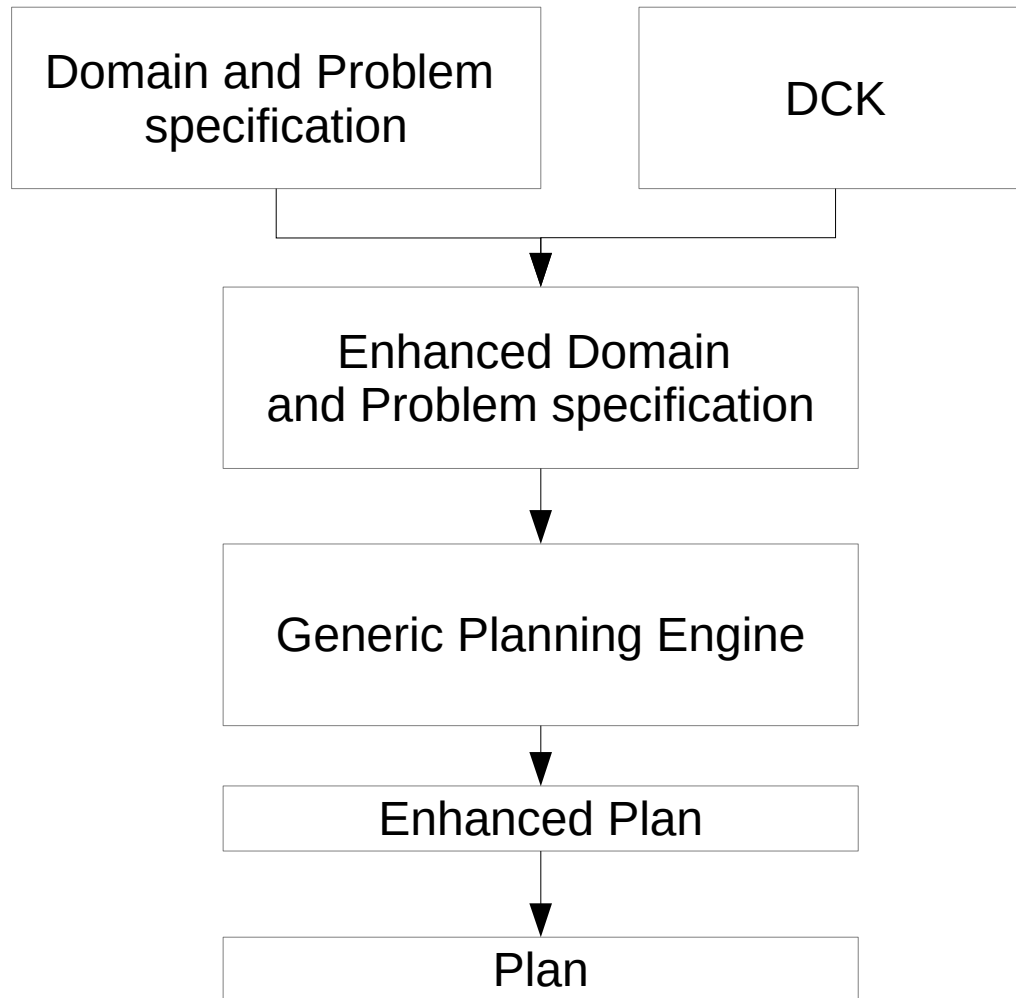 Domain and Problem
specification
DCK
Enhanced Domain
and Problem specification
Generic Planning Engine
Enhanced Plan
Plan